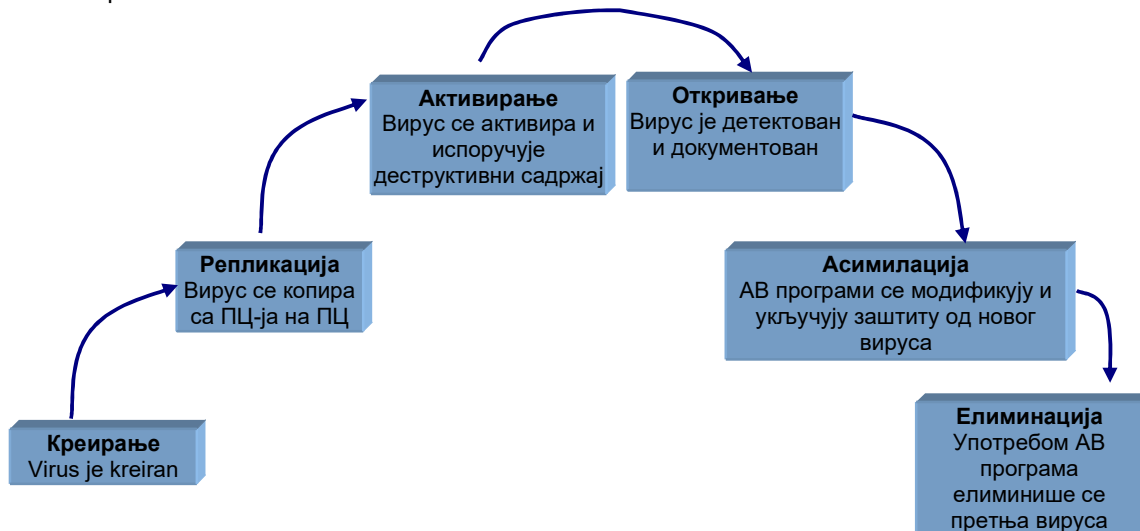 Креирање
Virus je kreiran
Репликација
Вирус се копира
са ПЦ-ја на ПЦ
Активирање
Вирус се активира и
испоручује
деструктивни садржај
Откривање
Вирус је детектован
и документован
Асимилација
АВ програми се модификују и
укључују заштиту од новог
вируса
Елиминација
Употребом АВ
програма
елиминише се
претња вируса